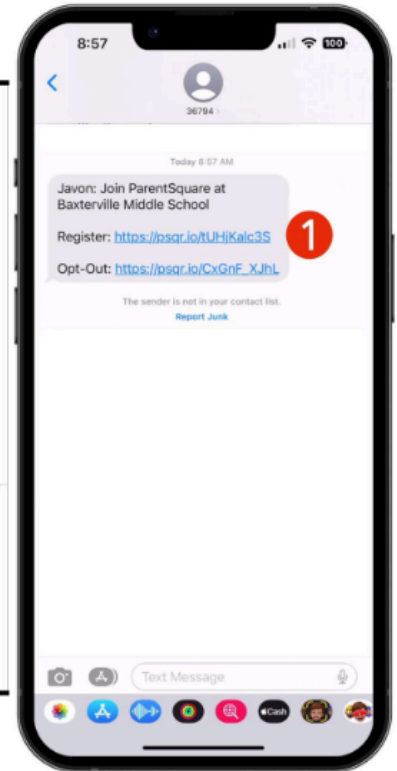 8:57
100
36794 >
Today 8:57 AM
Javon: Join ParentSquare at
Baxterville Middle School
Register: https://psqr.io/tUHjKalc3S
1
Opt-Out: https://psqr.io/CxGnF_XJhL
The sender is not in your contact list.
Report Junk
Text Message
Cash